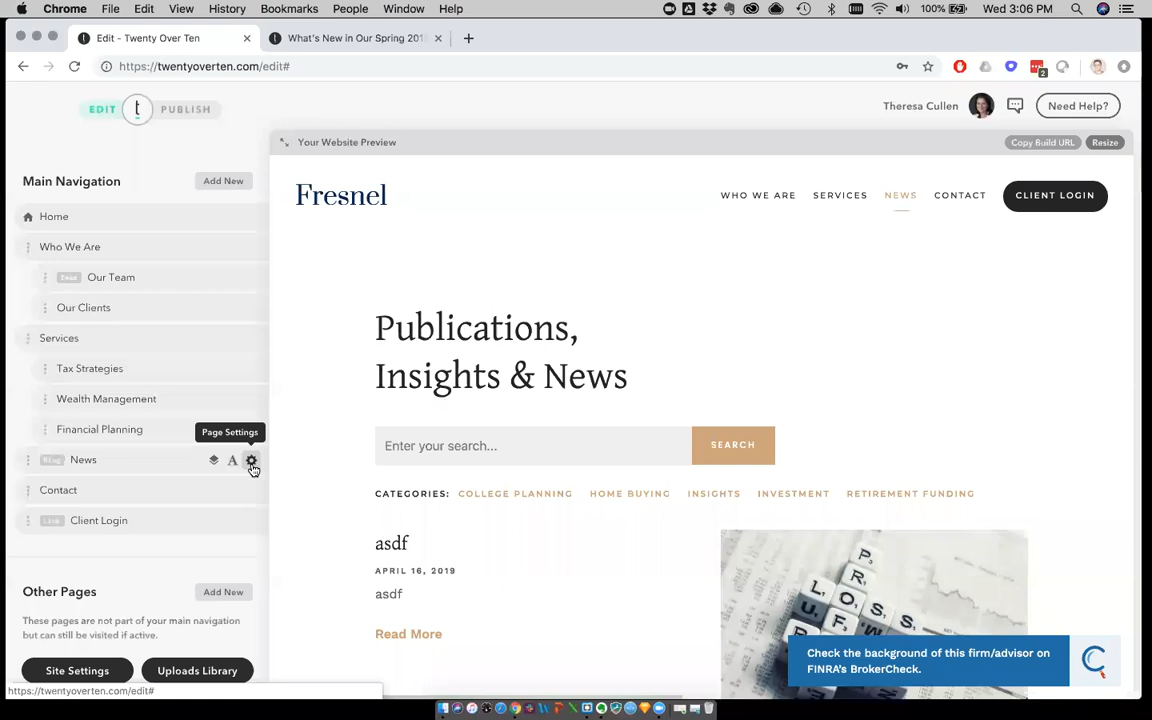 Chrome File Edit View History Bookmarks People Window Help 100% Wed 3:06 PM
Edit - Twenty Over Ten What's New in Our Spring 201
https://twentyoverten.com/edit# 2
EDIT t PUBLISH Theresa Cullen Need Help?
Your Website Preview Copy Build URL Resize
Main Navigation Add New
Fresnel WHO WE ARE SERVICES NEWS CONTACT CLIENT LOGIN
Home
Who We Are
Team Our Team
Our Clients
Services
Tax Strategies
Wealth Management
Financial Planning
Page Settings
Blog News
Contact
Link Client Login
Publications,
Insights & News
Enter your search... SEARCH
CATEGORIES: COLLEGE PLANNING HOME BUYING INSIGHTS INVESTMENT RETIREMENT FUNDING
asdf
APRIL 16, 2019
asdf
Read More
PROS
LU
F
Other Pages Add New
These pages are not part of your main navigation
but can still be visited if active.
Check the background of this firm/advisor on
FINRA's BrokerCheck.
Site Settings Uploads Library
https://twentyoverten.com/edit#